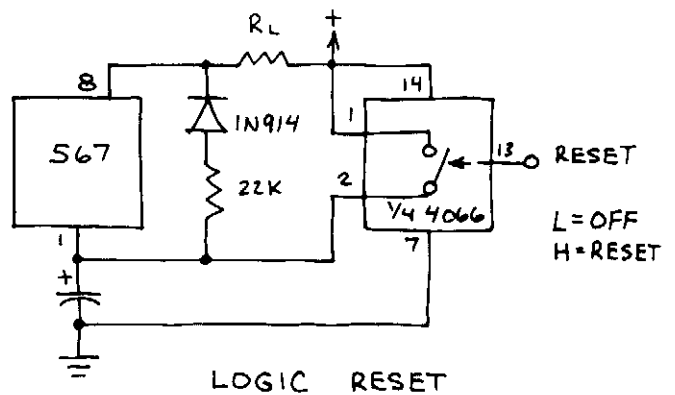 RL
+
8
14
1
1N914
567
13
RESET
2
22K
1/4 4066
L=OFF
1
7
H=RESET
+
LOGIC RESET